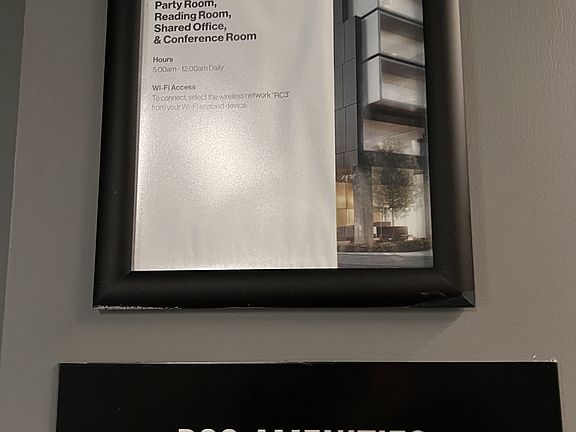 Party Room,
Reading Room,
Shared Office,
& Conference Room
Hours
5:00am - 12:00am Daily
Wi-Fi Access
To connect, select the wireless network "RC3"
from your Wi-Fi enabled device.